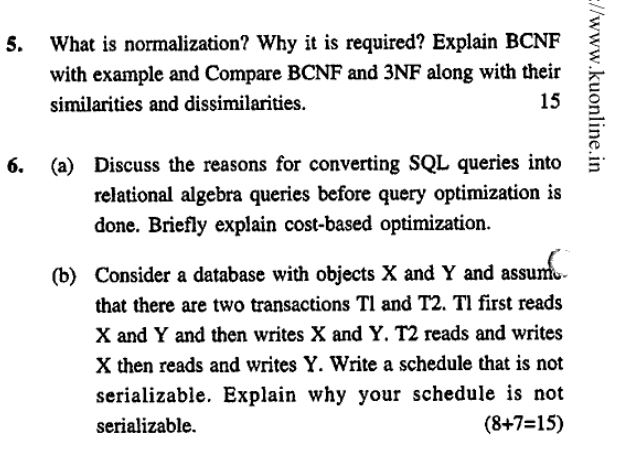 5. What is normalization? Why it is required? Explain BCNF
with example and Compare BCNF and 3NF along with their
similarities and dissimilarities. 15
6. (a) Discuss the reasons for converting SQL queries into
relational algebra queries before query optimization is
done. Briefly explain cost-based optimization.
(b) Consider a database with objects X and Y and assume
that there are two transactions Tl and T2. Tl first reads
X and Y and then writes X and Y. T2 reads and writes
X then reads and writes Y. Write a schedule that is not
serializable. Explain why your schedule is not
serializable. (8+7=15)
://www.kuonline.in